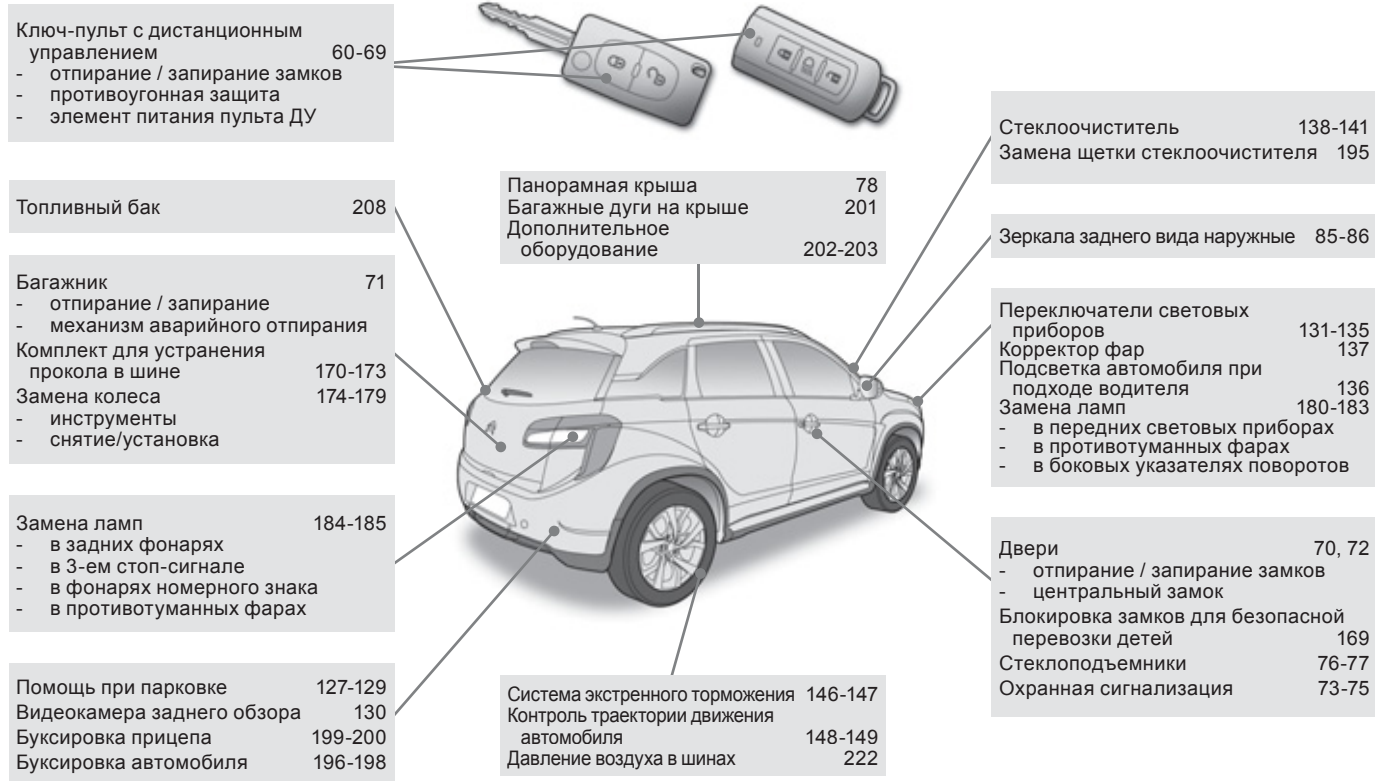 Ключ-пульт с дистанционным
управлением 60-69
- отпирание / запирание замков
- противоугонная защита
- элемент питания пульта ДУ
Топливный бак 208
Багажник 71
- отпирание / запирание
- механизм аварийного отпирания
Комплект для устранения
прокола в шине 170-173
Замена колеса 174-179
- инструменты
- снятие/установка
Замена ламп 184-185
- в задних фонарях
- в 3-ем стоп-сигнале
- в фонарях номерного знака
- в противотуманных фарах
Помощь при парковке 127-129
Видеокамера заднего обзора 130
Буксировка прицепа 199-200
Буксировка автомобиля 196-198
Панорамная крыша 78
Багажные дуги на крыше 201
Дополнительное
оборудование 202-203
Система экстренного торможения 146-147
Контроль траектории движения
автомобиля 148-149
Давление воздуха в шинах 222
Стеклоочиститель 138-141
Замена щетки стеклоочистителя 195
Зеркала заднего вида наружные 85-86
Переключатели световых
приборов 131-135
Корректор фар 137
Подсветка автомобиля при
подходе водителя 136
Замена ламп 180-183
- в передних световых приборах
- в противотуманных фарах
- в боковых указателях поворотов
Двери 70, 72
- отпирание / запирание замков
- центральный замок
Блокировка замков для безопасной
перевозки детей 169
Стеклоподъемники 76-77
Охранная сигнализация 73-75